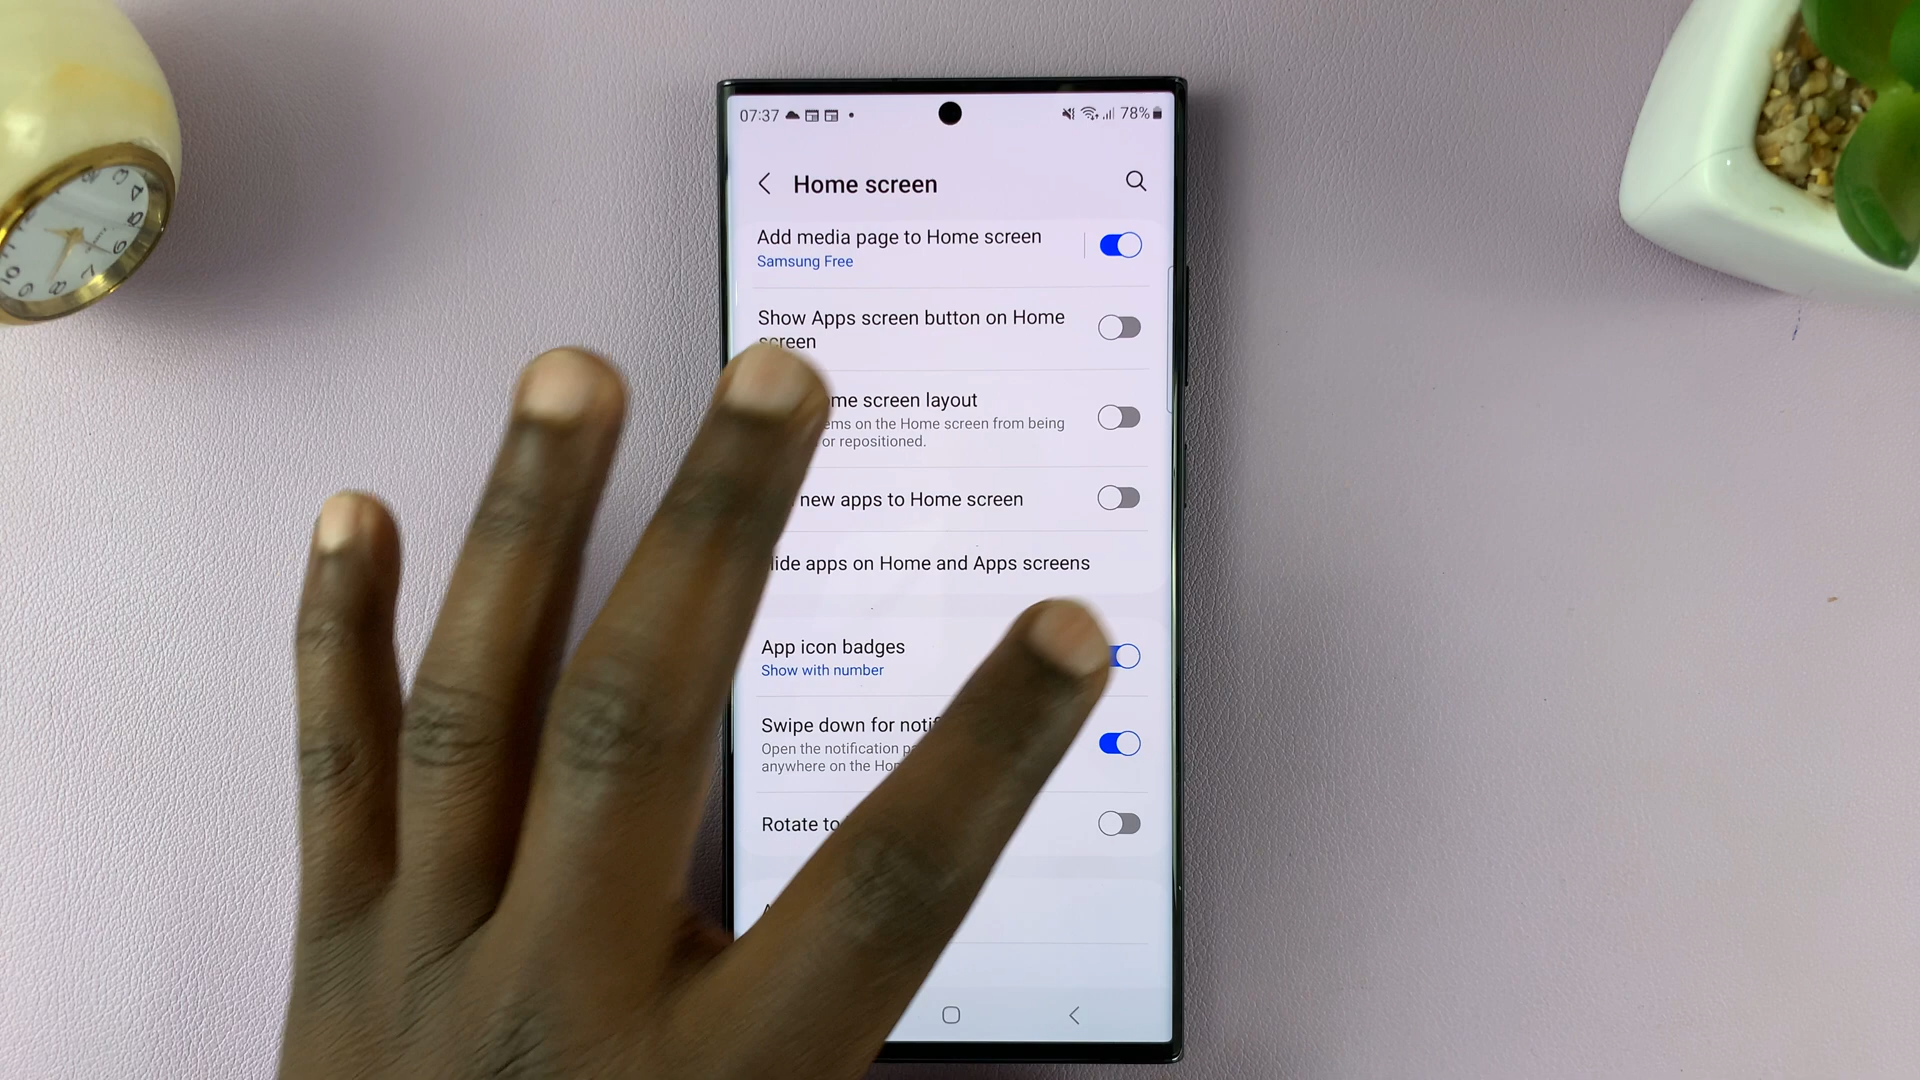 07:37 78%
Home screen
Add media page to Home screen
Samsung Free
Show Apps screen button on Home
screen
me screen layout
ems on the Home screen from being
or repositioned.
new apps to Home screen
ide apps on Home and Apps screens
App icon badges
Show with number
Swipe down for notif
Open the notification pa
anywhere on the Hom
Rotate to